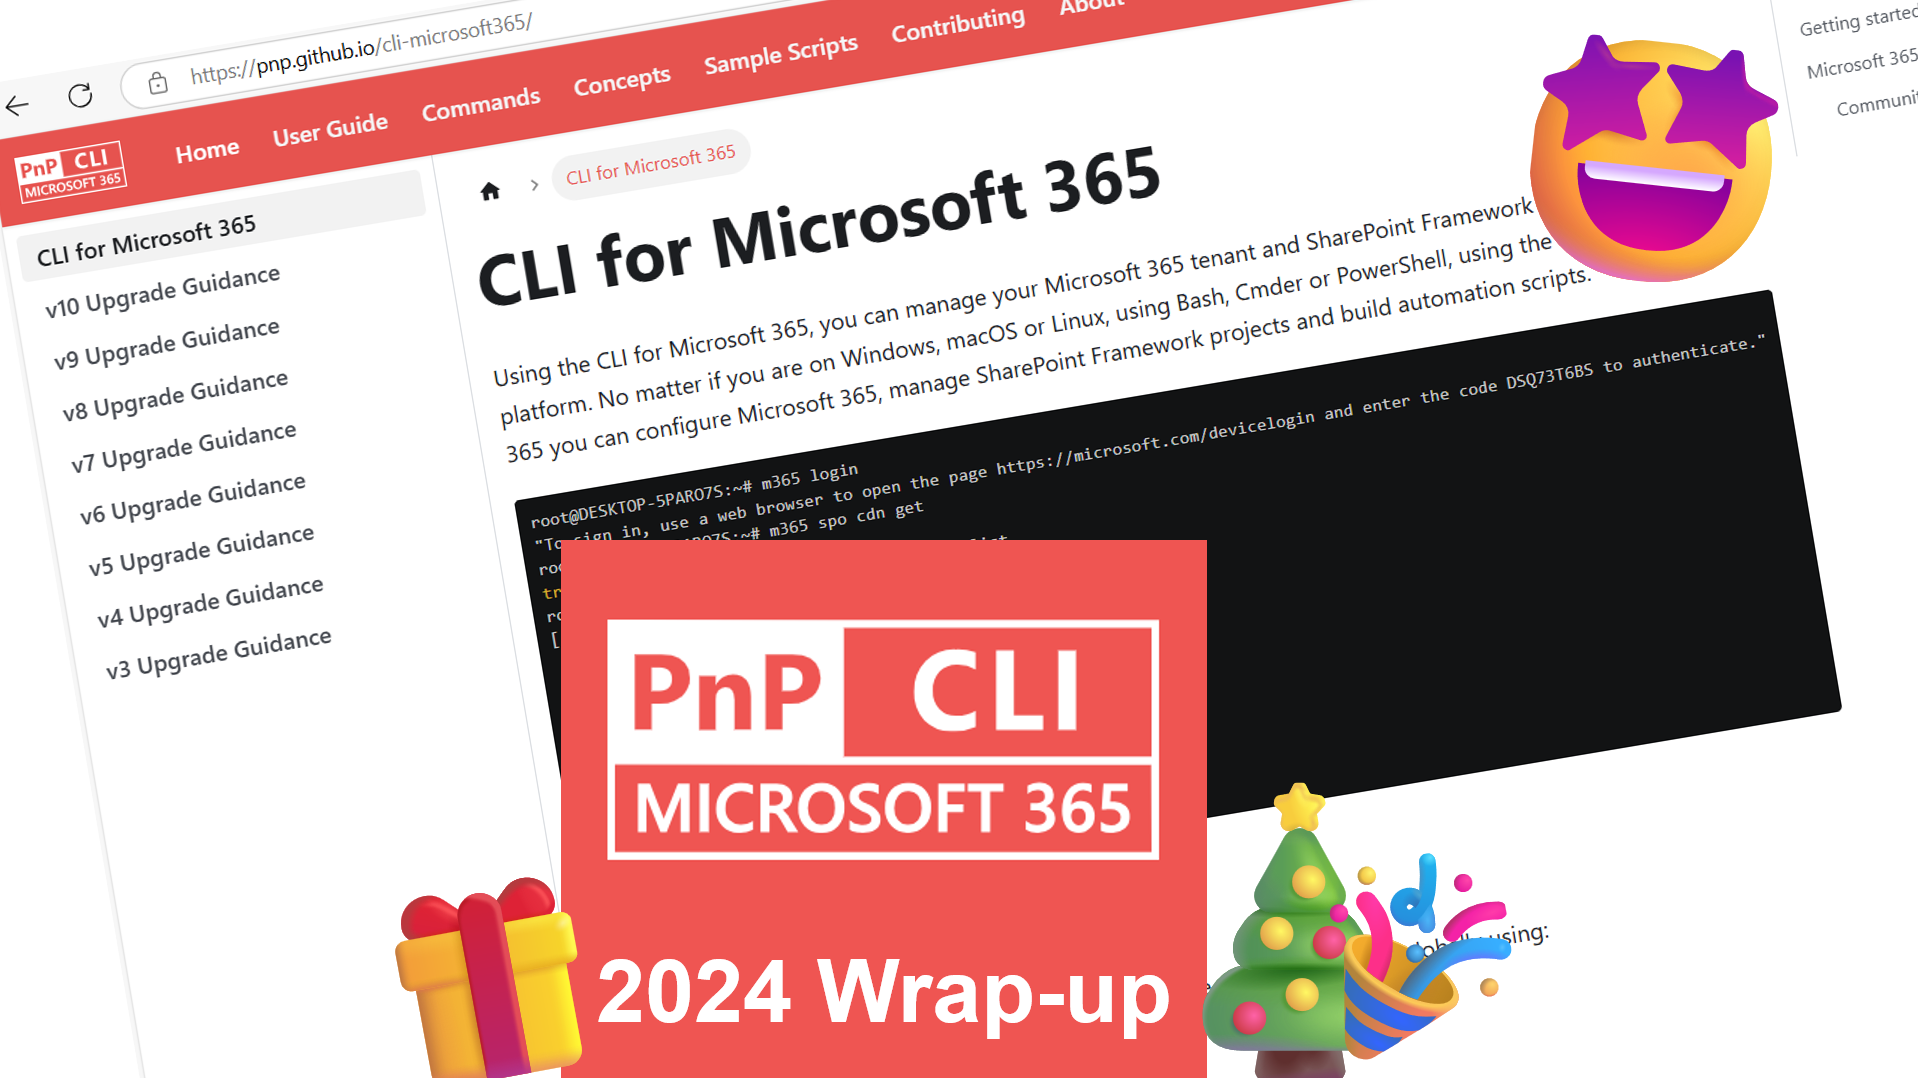 https://pnp.github.io/cli-microsoft365/
PnP CLI
MICROSOFT 365
Home
User Guide
Commands
Concepts
Sample Scripts
Contributing
About
CLI for Microsoft 365
v10 Upgrade Guidance
v9 Upgrade Guidance
v8 Upgrade Guidance
v7 Upgrade Guidance
v6 Upgrade Guidance
v5 Upgrade Guidance
v4 Upgrade Guidance
v3 Upgrade Guidance
CLI for Microsoft 365
CLI for Microsoft 365
Using the CLI for Microsoft 365, you can manage your Microsoft 365 tenant and SharePoint Framework
platform. No matter if you are on Windows, macOS or Linux, using Bash, Cmder or PowerShell, using the
365 you can configure Microsoft 365, manage SharePoint Framework projects and build automation scripts.
root@DESKTOP-5PARO7S:~# m365 login
"To sign in, use a web browser to open the page https://microsoft.com/devicelogin and enter the code DSQ73T6BS to authenticate."
m365 spo cdn get
[
using:
Getting started
Microsoft 365
PnP CLI
MICROSOFT 365
2024 Wrap-up